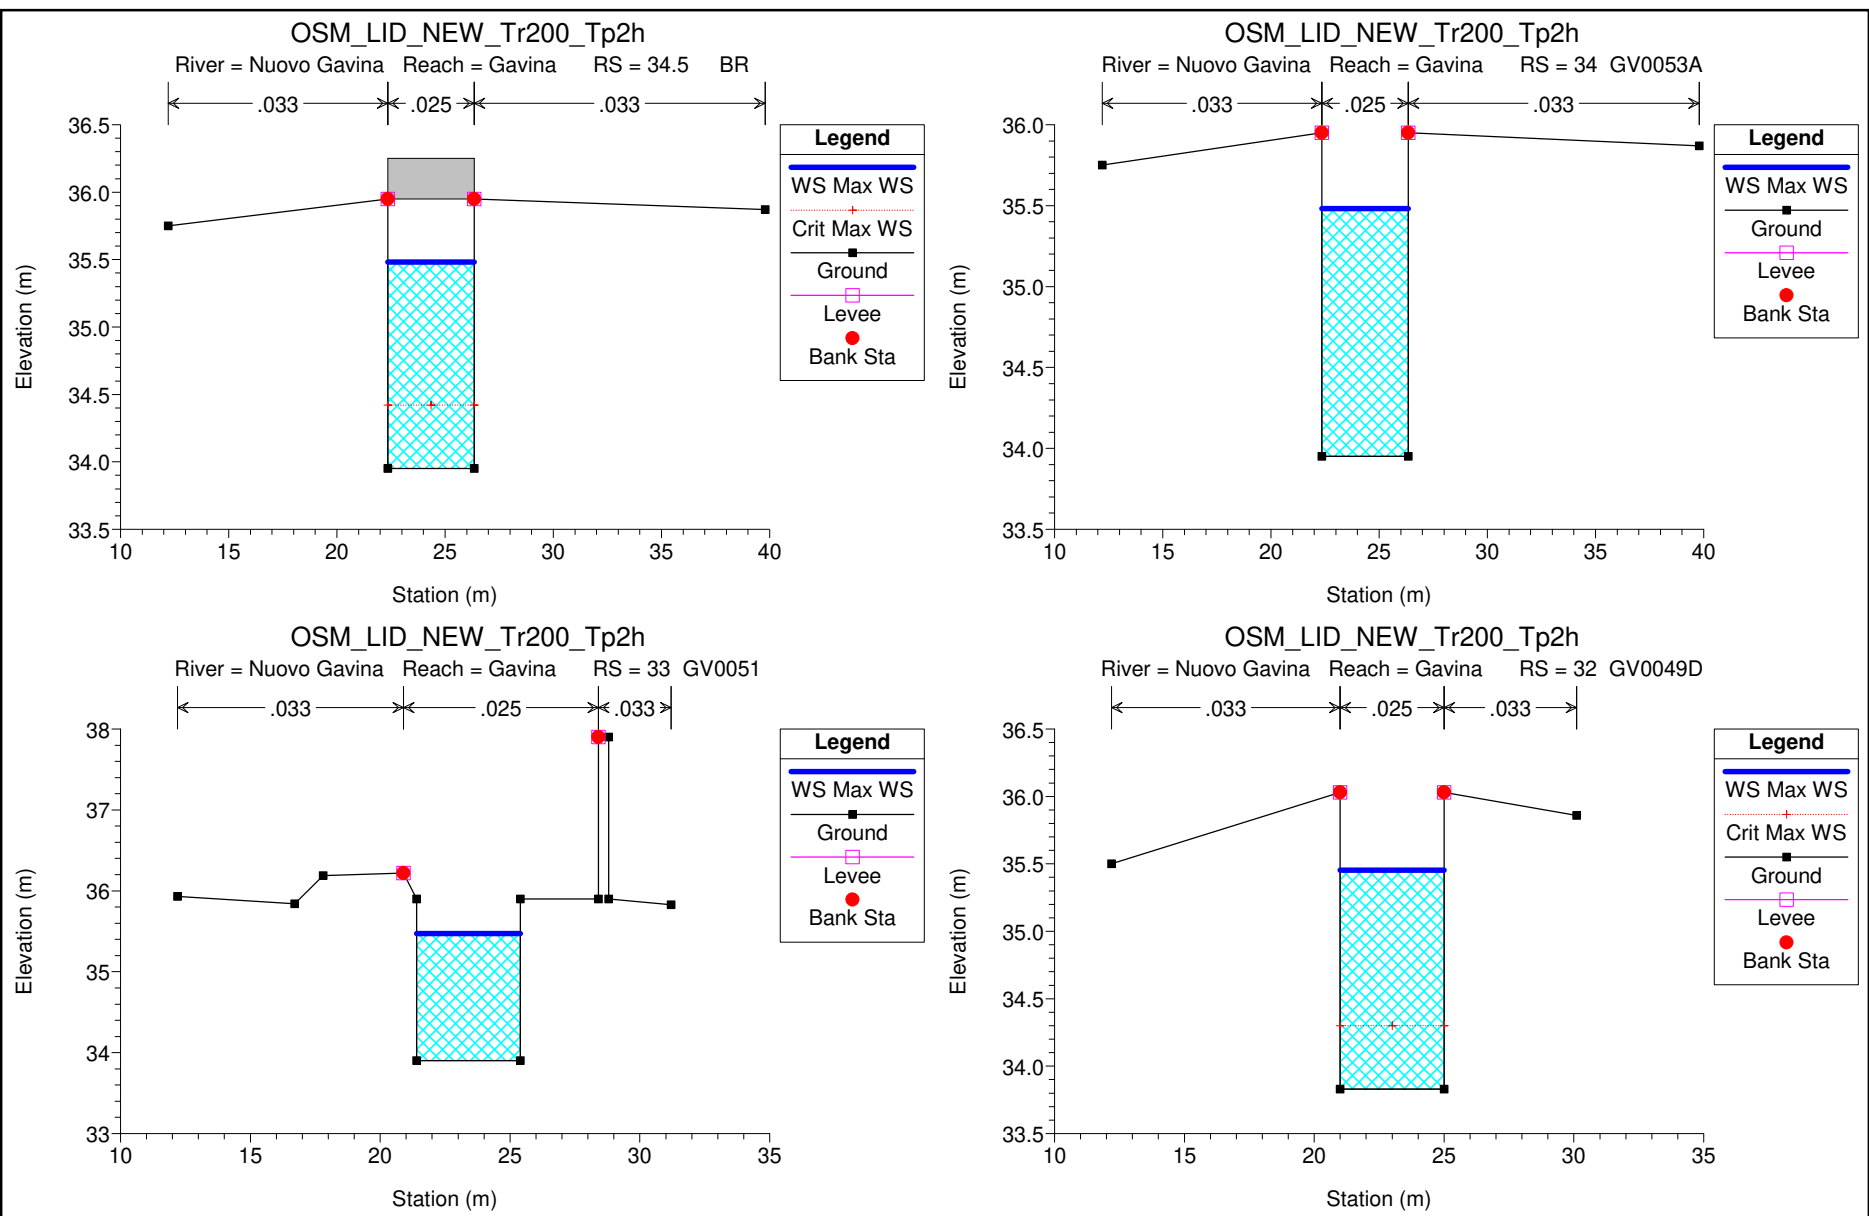 OSM_LID_NEW_Tr200_Tp2h
River = Nuovo Gavina Reach = Gavina RS = 34.5 BR
.033 .025 .033
36.5
36.0
35.5
35.0
34.5
34.0
33.5
10 15 20 25 30 35 40
Station (m)
Elevation (m)
Legend
WS Max WS
Crit Max WS
Ground
Levee
Bank Sta
OSM_LID_NEW_Tr200_Tp2h
River = Nuovo Gavina Reach = Gavina RS = 34 GV0053A
.033 .025 .033
36.0
35.5
35.0
34.5
34.0
33.5
10 15 20 25 30 35 40
Station (m)
Elevation (m)
Legend
WS Max WS
Ground
Levee
Bank Sta
OSM_LID_NEW_Tr200_Tp2h
River = Nuovo Gavina Reach = Gavina RS = 33 GV0051
.033 .025 .033
38
37
36
35
34
33
10 15 20 25 30 35
Station (m)
Elevation (m)
Legend
WS Max WS
Ground
Levee
Bank Sta
OSM_LID_NEW_Tr200_Tp2h
River = Nuovo Gavina Reach = Gavina RS = 32 GV0049D
.033 .025 .033
36.5
36.0
35.5
35.0
34.5
34.0
33.5
10 15 20 25 30 35
Station (m)
Elevation (m)
Legend
WS Max WS
Crit Max WS
Ground
Levee
Bank Sta